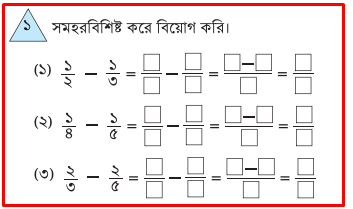 ১ সমহরবিশিষ্ট করে বিয়োগ করি।
(১) ১/২ − ১/৩ = □/□ − □/□ = (□−□)/□ = □/□
(২) ১/৪ − ১/৫ = □/□ − □/□ = (□−□)/□ = □/□
(৩) ২/৩ − ২/৫ = □/□ − □/□ = (□−□)/□ = □/□